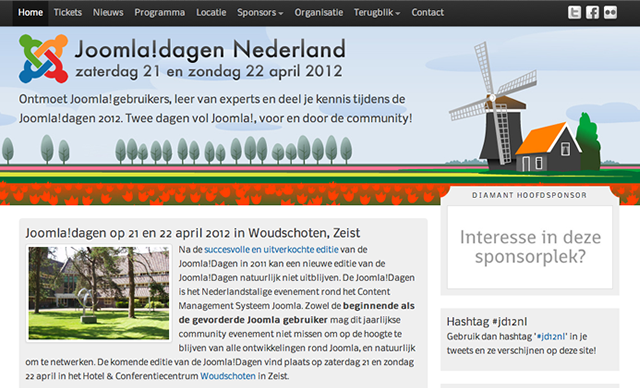 Home Tickets Nieuws Programma Locatie Sponsors Organisatie Terugblik Contact
Joomla!dagen Nederland
zaterdag 21 en zondag 22 april 2012
Ontmoet Joomla!gebruikers, leer van experts en deel je kennis tijdens de
Joomla!dagen 2012. Twee dagen vol Joomla!, voor en door de community!
DIAMANT HOOFDSPONSOR
Interesse in deze
sponsorplek?
Joomla!dagen op 21 en 22 april 2012 in Woudschoten, Zeist
Na de succesvolle en uitverkochte editie van de
Joomla!Dagen in 2011 kan een nieuwe editie van de
Joomla!Dagen natuurlijk niet uitblijven. De Joomla!Dagen
is het Nederlandstalige evenement rond het Content
Management Systeem Joomla. Zowel de beginnende als
de gevorderde Joomla gebruiker mag dit jaarlijkse
community evenement niet missen om op de hoogte te
blijven van alle ontwikkelingen rond Joomla, en natuurlijk
om te netwerken. De komende editie van de Joomla!Dagen vind plaats op zaterdag 21 en zondag
22 april in het Hotel & Conferentiecentrum Woudschoten in Zeist.
Hashtag #jd12nl
Gebruik dan hashtag '#jd12nl' in je
tweets en ze verschijnen op deze site!